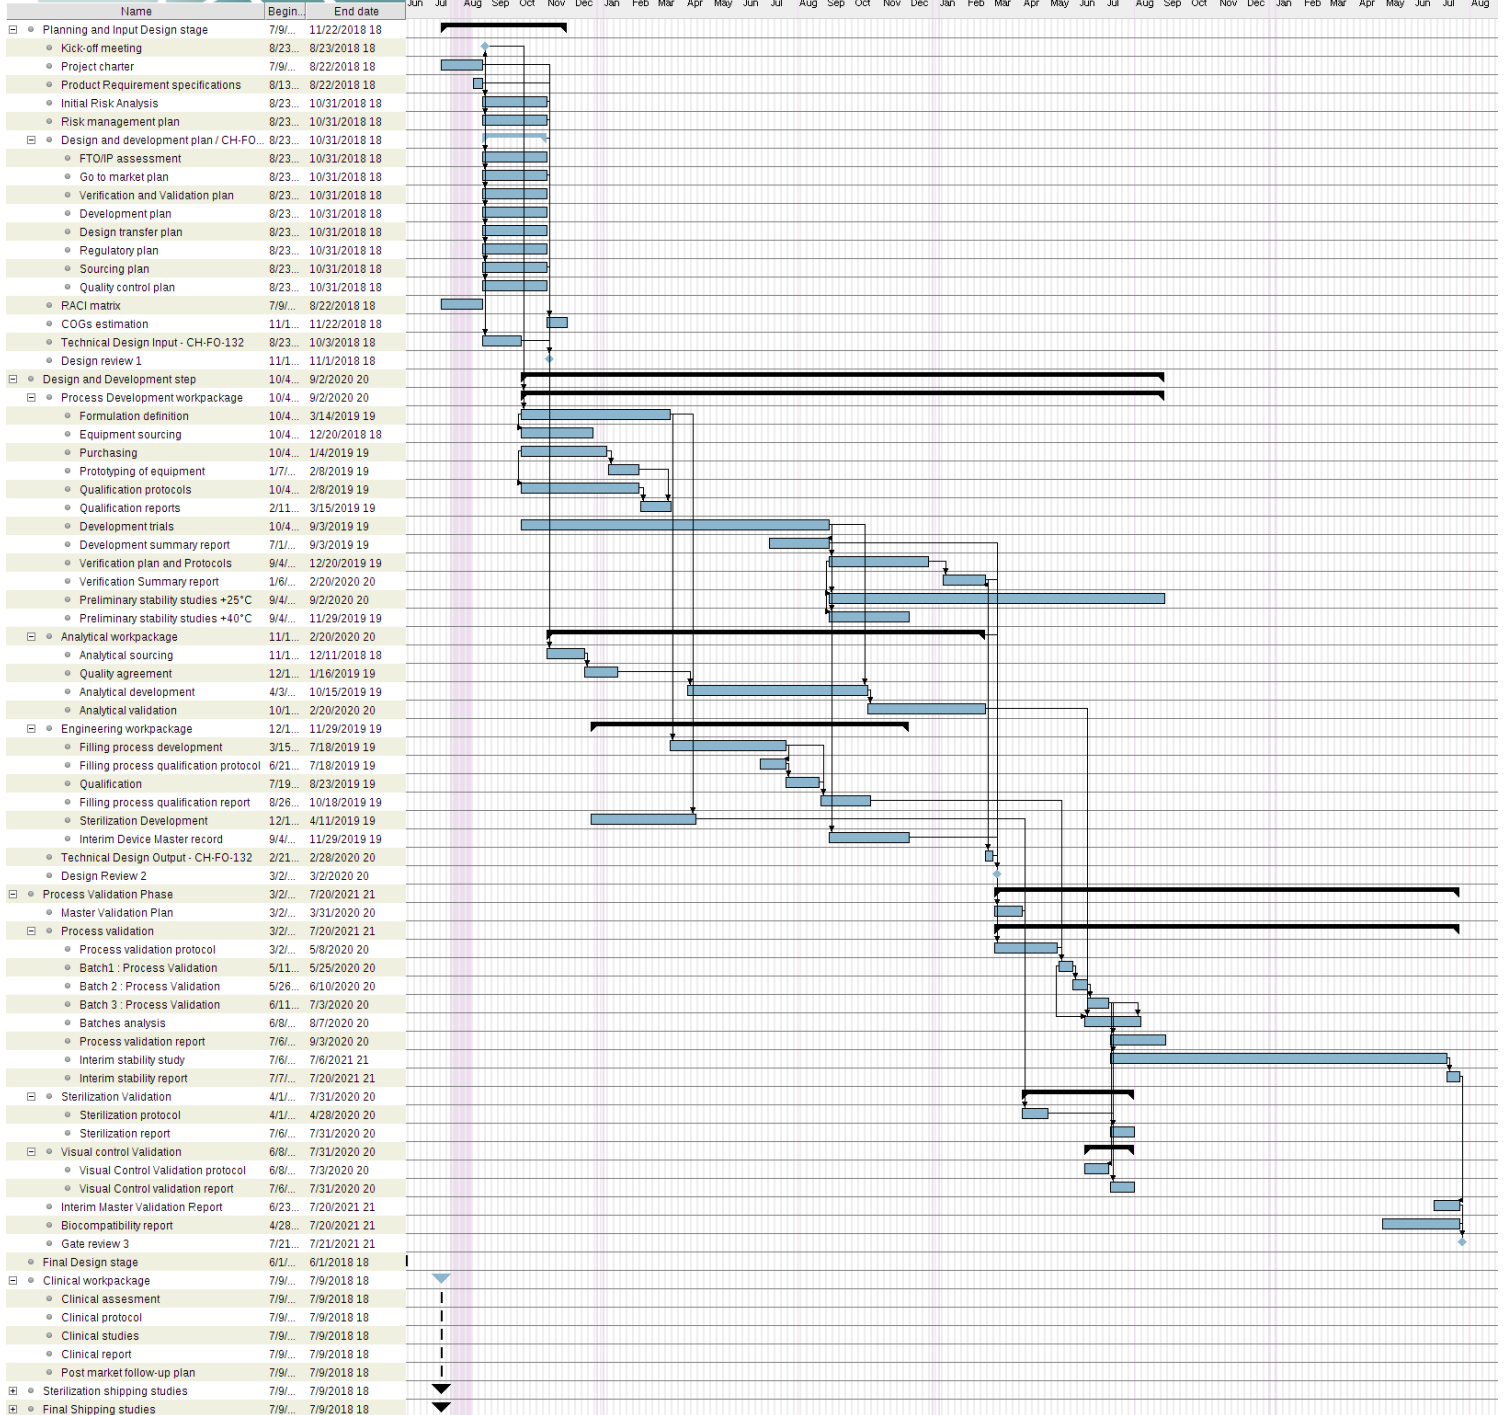 Name Begin... End date Jun Jul Aug Sep Oct Nov Dec Jan Feb Mar Apr May Jun Jul Aug Sep Oct Nov Dec Jan Feb Mar Apr May Jun Jul Aug Sep Oct Nov Dec Jan Feb Mar Apr May Jun Jul Aug
Planning and Input Design stage 7/9/... 11/22/2018 18
Kick-off meeting 8/23... 8/23/2018 18
Project charter 7/9/... 8/22/2018 18
Product Requirement specifications 8/13... 8/22/2018 18
Initial Risk Analysis 8/23... 10/31/2018 18
Risk management plan 8/23... 10/31/2018 18
Design and development plan / CH-FO... 8/23... 10/31/2018 18
FTO/IP assessment 8/23... 10/31/2018 18
Go to market plan 8/23... 10/31/2018 18
Verification and Validation plan 8/23... 10/31/2018 18
Development plan 8/23... 10/31/2018 18
Design transfer plan 8/23... 10/31/2018 18
Regulatory plan 8/23... 10/31/2018 18
Sourcing plan 8/23... 10/31/2018 18
Quality control plan 8/23... 10/31/2018 18
RACI matrix 7/9/... 8/22/2018 18
COGs estimation 11/1... 11/22/2018 18
Technical Design Input - CH-FO-132 8/23... 10/3/2018 18
Design review 1 11/1... 11/1/2018 18
Design and Development step 10/4... 9/2/2020 20
Process Development workpackage 10/4... 9/2/2020 20
Formulation definition 10/4... 3/14/2019 19
Equipment sourcing 10/4... 12/20/2018 18
Purchasing 10/4... 1/4/2019 19
Prototyping of equipment 1/7/... 2/8/2019 19
Qualification protocols 10/4... 2/8/2019 19
Qualification reports 2/11... 3/15/2019 19
Development trials 10/4... 9/3/2019 19
Development summary report 7/1/... 9/3/2019 19
Verification plan and Protocols 9/4/... 12/20/2019 19
Verification Summary report 1/6/... 2/20/2020 20
Preliminary stability studies +25°C 9/4/... 9/2/2020 20
Preliminary stability studies +40°C 9/4/... 11/29/2019 19
Analytical workpackage 11/1... 2/20/2020 20
Analytical sourcing 11/1... 12/11/2018 18
Quality agreement 12/1... 1/16/2019 19
Analytical development 4/3/... 10/15/2019 19
Analytical validation 10/1... 2/20/2020 20
Engineering workpackage 12/1... 11/29/2019 19
Filling process development 3/15... 7/18/2019 19
Filling process qualification protocol 6/21... 7/18/2019 19
Qualification 7/19... 8/23/2019 19
Filling process qualification report 8/26... 10/18/2019 19
Sterilization Development 12/1... 4/11/2019 19
Interim Device Master record 9/4/... 11/29/2019 19
Technical Design Output - CH-FO-132 2/21... 2/28/2020 20
Design Review 2 3/2/... 3/2/2020 20
Process Validation Phase 3/2/... 7/20/2021 21
Master Validation Plan 3/2/... 3/31/2020 20
Process validation 3/2/... 7/20/2021 21
Process validation protocol 3/2/... 5/8/2020 20
Batch1 : Process Validation 5/11... 5/25/2020 20
Batch 2 : Process Validation 5/26... 6/10/2020 20
Batch 3 : Process Validation 6/11... 7/3/2020 20
Batches analysis 6/8/... 8/7/2020 20
Process validation report 7/6/... 9/3/2020 20
Interim stability study 7/6/... 7/6/2021 21
Interim stability report 7/7/... 7/20/2021 21
Sterilization Validation 4/1/... 7/31/2020 20
Sterilization protocol 4/1/... 4/28/2020 20
Sterilization report 7/6/... 7/31/2020 20
Visual control Validation 6/8/... 7/31/2020 20
Visual Control Validation protocol 6/8/... 7/3/2020 20
Visual Control validation report 7/6/... 7/31/2020 20
Interim Master Validation Report 6/23... 7/20/2021 21
Biocompatibility report 4/28... 7/20/2021 21
Gate review 3 7/21... 7/21/2021 21
Final Design stage 6/1/... 6/1/2018 18
Clinical workpackage 7/9/... 7/9/2018 18
Clinical assesment 7/9/... 7/9/2018 18
Clinical protocol 7/9/... 7/9/2018 18
Clinical studies 7/9/... 7/9/2018 18
Clinical report 7/9/... 7/9/2018 18
Post market follow-up plan 7/9/... 7/9/2018 18
Sterilization shipping studies 7/9/... 7/9/2018 18
Final Shipping studies 7/9/... 7/9/2018 18